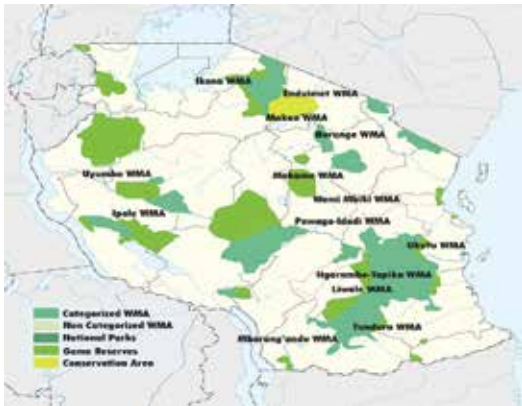 Ikona WMA
Enduimet WMA
Makao WMA
Burunge WMA
Uyumbu WMA
Makame WMA
Wami Mbiki WMA
Ipole WMA
Pawaga-Idodi WMA
Ukutu WMA
Ngarambe-Tapika WMA
Liwale WMA
Tunduru WMA
Mbarang'andu WMA
Categorized WMA
Non Categorized WMA
National Parks
Game Reserves
Conservation Area